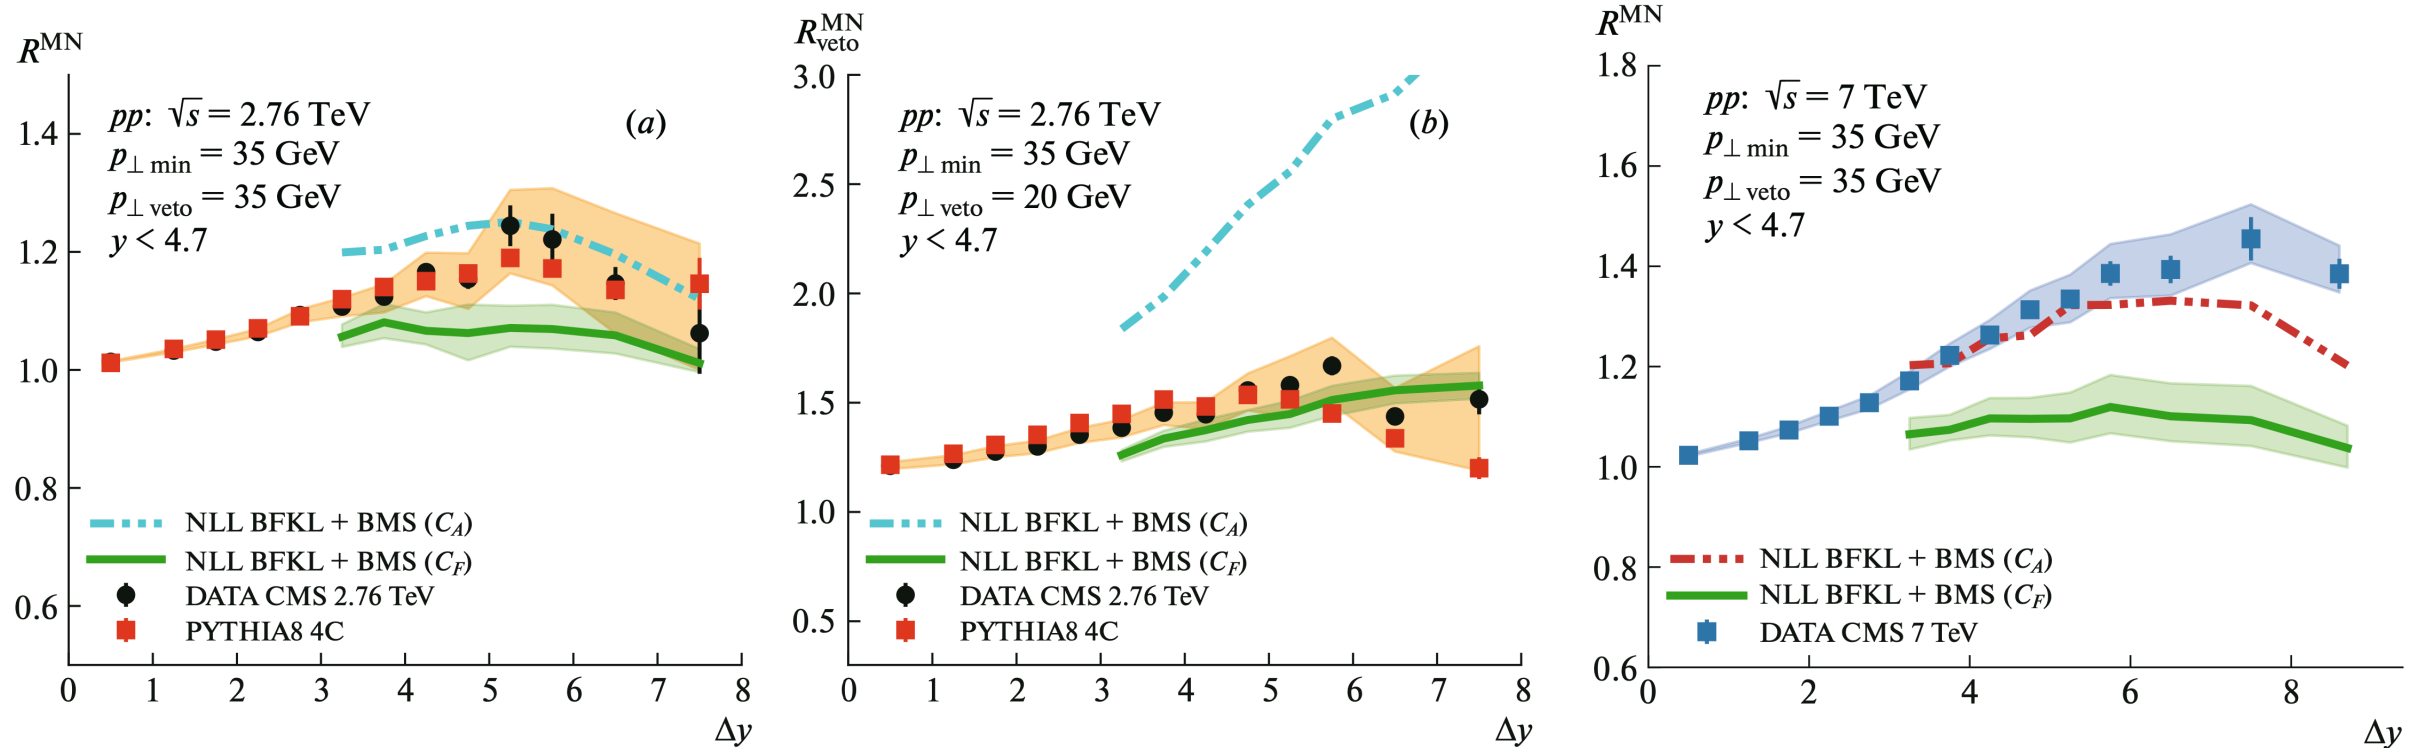 R^MN
pp: √s = 2.76 TeV
p⊥ min = 35 GeV
p⊥ veto = 35 GeV
y < 4.7
(a)
1.4
1.2
1.0
0.8
0.6
NLL BFKL + BMS (C_A)
NLL BFKL + BMS (C_F)
DATA CMS 2.76 TeV
PYTHIA8 4C
0 1 2 3 4 5 6 7 8
Δy
R^MN_veto
3.0
pp: √s = 2.76 TeV
p⊥ min = 35 GeV
p⊥ veto = 20 GeV
y < 4.7
(b)
2.5
2.0
1.5
1.0
0.5
NLL BFKL + BMS (C_A)
NLL BFKL + BMS (C_F)
DATA CMS 2.76 TeV
PYTHIA8 4C
0 1 2 3 4 5 6 7 8
Δy
R^MN
1.8
pp: √s = 7 TeV
p⊥ min = 35 GeV
p⊥ veto = 35 GeV
y < 4.7
1.6
1.4
1.2
1.0
0.8
0.6
NLL BFKL + BMS (C_A)
NLL BFKL + BMS (C_F)
DATA CMS 7 TeV
0 2 4 6 8
Δy